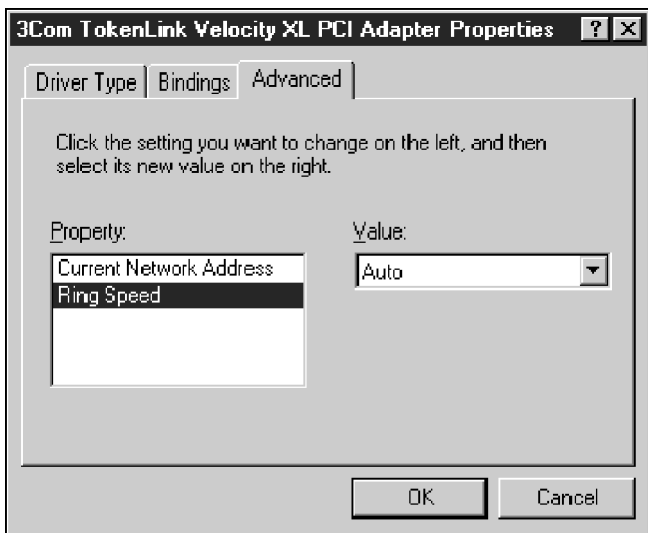 3Com TokenLink Velocity XL PCI Adapter Properties ? X
Driver Type Bindings Advanced
Click the setting you want to change on the left, and then
select its new value on the right.
Property: Value:
Current Network Address Auto
Ring Speed
OK Cancel